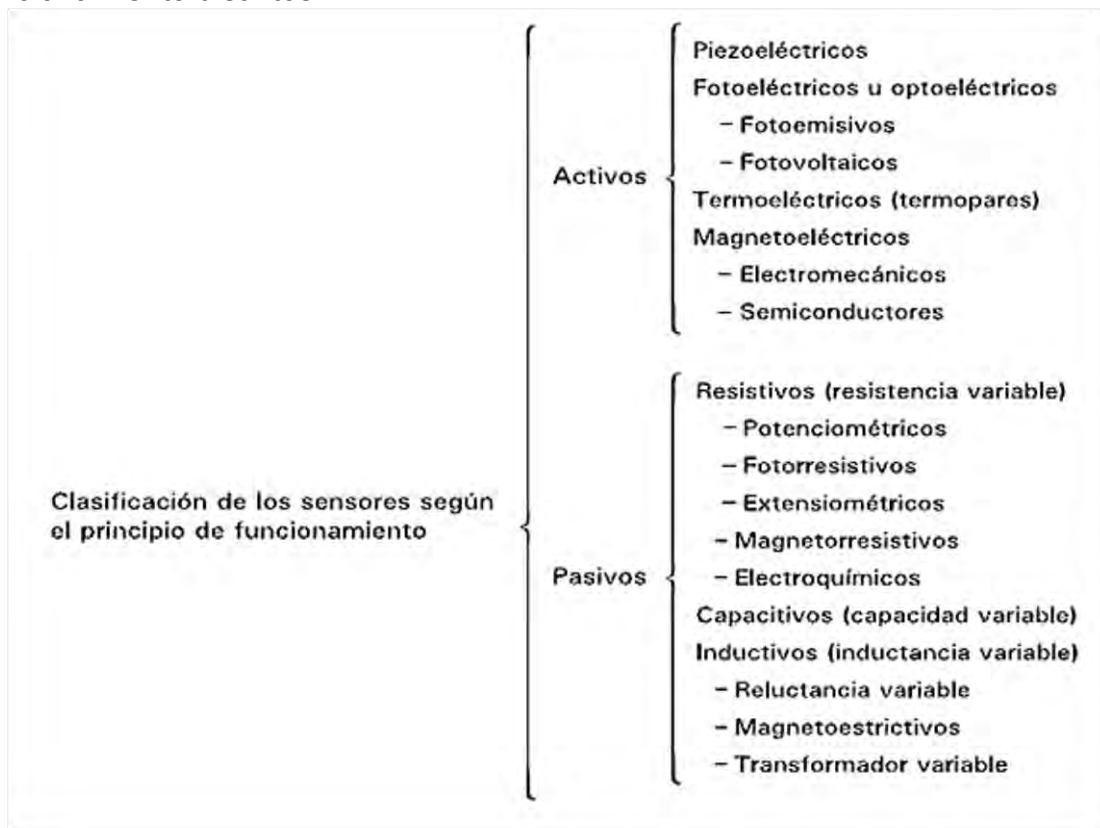 Clasificación de los sensores según
el principio de funcionamiento
Activos
Piezoeléctricos
Fotoeléctricos u optoeléctricos
– Fotoemisivos
– Fotovoltaicos
Termoeléctricos (termopares)
Magnetoeléctricos
– Electromecánicos
– Semiconductores
Pasivos
Resistivos (resistencia variable)
– Potenciométricos
– Fotorresistivos
– Extensiométricos
– Magnetorresistivos
– Electroquímicos
Capacitivos (capacidad variable)
Inductivos (inductancia variable)
– Reluctancia variable
– Magnetoestrictivos
– Transformador variable